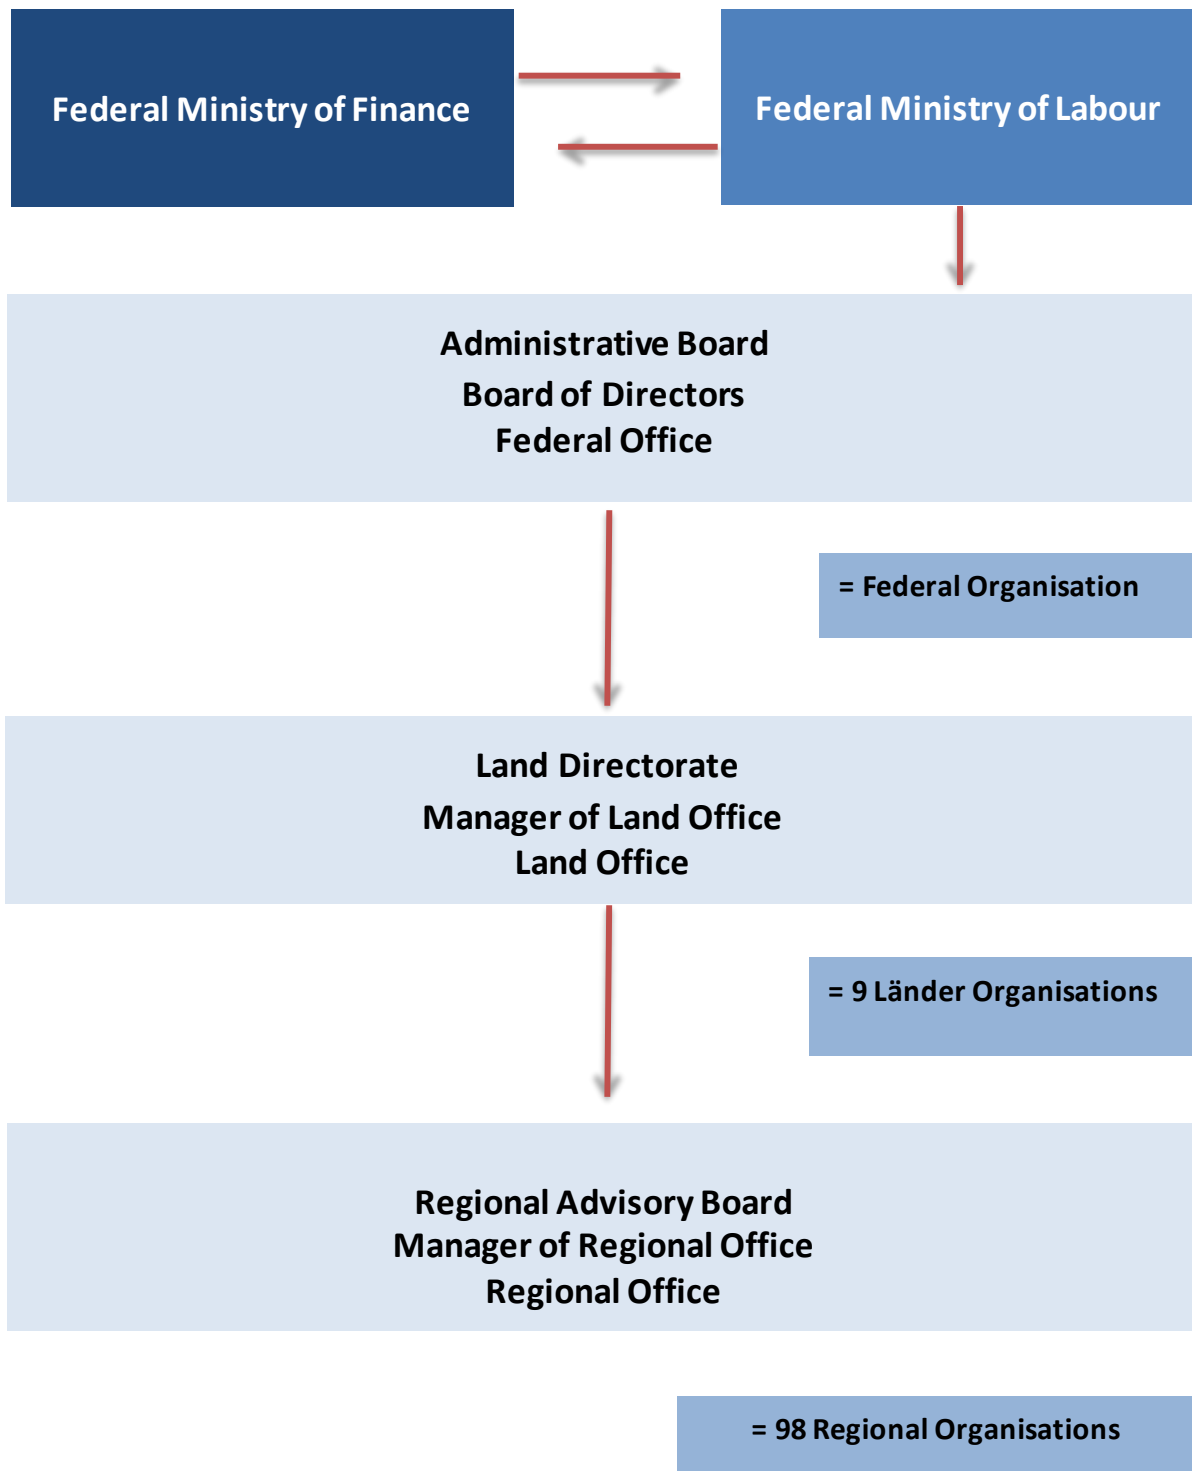 Federal Ministry of Finance
Federal Ministry of Labour
Administrative Board
Board of Directors
Federal Office
= Federal Organisation
Land Directorate
Manager of Land Office
Land Office
= 9 Länder Organisations
Regional Advisory Board
Manager of Regional Office
Regional Office
= 98 Regional Organisations